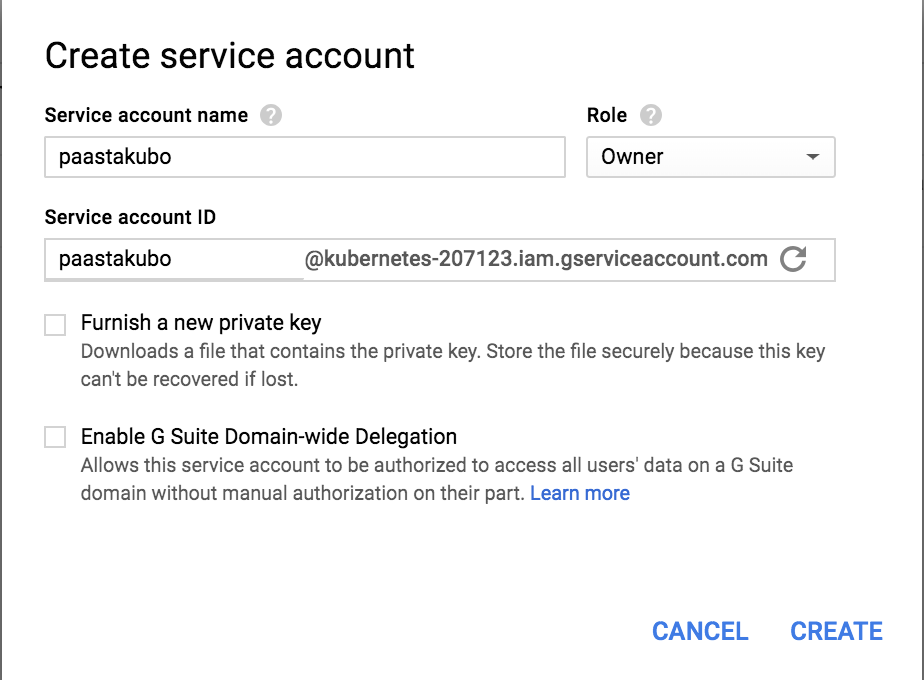 Create service account
Service account name ? Role ?
paastakubo Owner
Service account ID
paastakubo @kubernetes-207123.iam.gserviceaccount.com
Furnish a new private key
Downloads a file that contains the private key. Store the file securely because this key
can't be recovered if lost.
Enable G Suite Domain-wide Delegation
Allows this service account to be authorized to access all users' data on a G Suite
domain without manual authorization on their part. Learn more
CANCEL CREATE